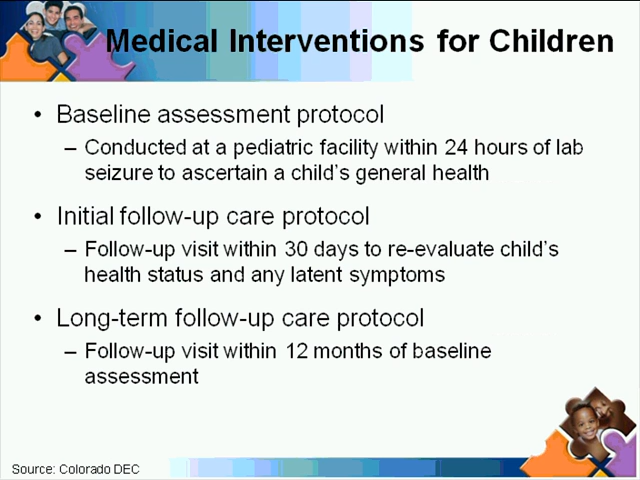 Medical Interventions for Children
• Baseline assessment protocol
– Conducted at a pediatric facility within 24 hours of lab
seizure to ascertain a child's general health
• Initial follow-up care protocol
– Follow-up visit within 30 days to re-evaluate child's
health status and any latent symptoms
• Long-term follow-up care protocol
– Follow-up visit within 12 months of baseline
assessment
Source: Colorado DEC